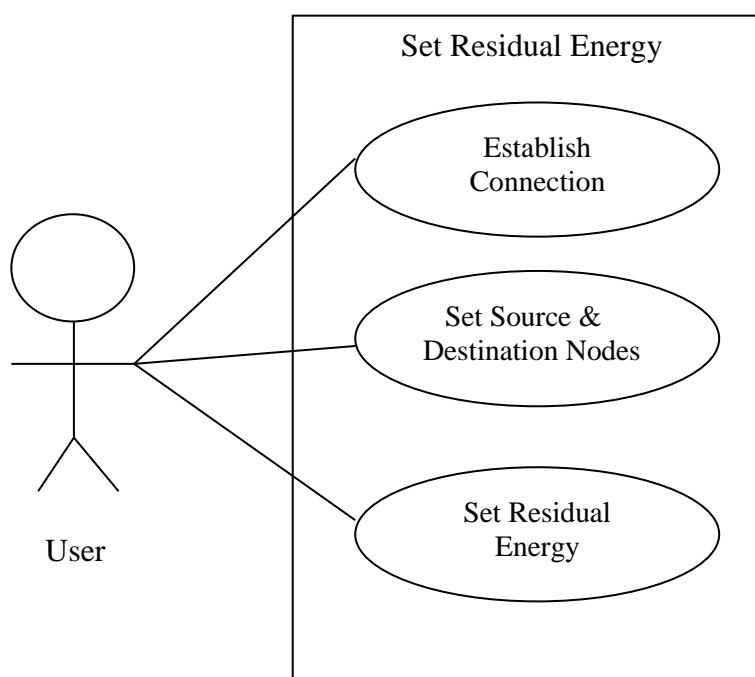 Set Residual Energy
Establish
Connection
Set Source &
Destination Nodes
Set Residual
Energy
User